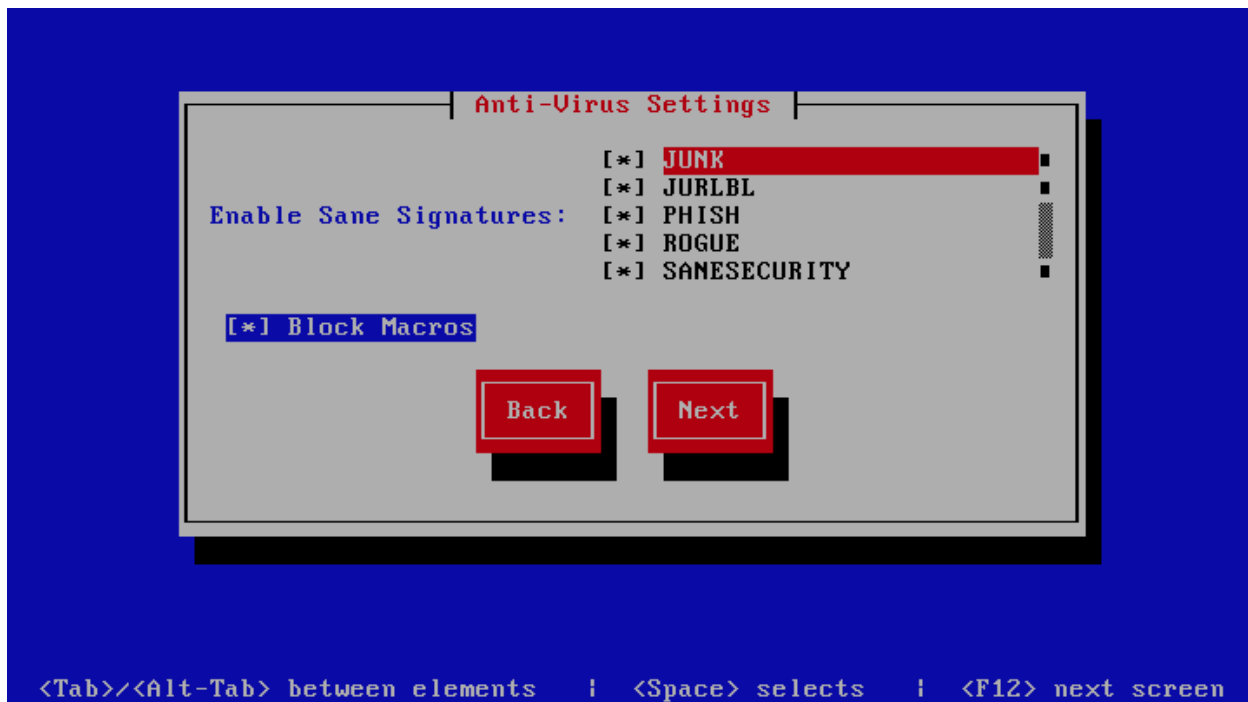 Anti-Virus Settings
[*] JUNK
[*] JURLBL
Enable Sane Signatures: [*] PHISH
[*] ROGUE
[*] SANESECURITY
[*] Block Macros
Back Next
<Tab>/<Alt-Tab> between elements | <Space> selects | <F12> next screen